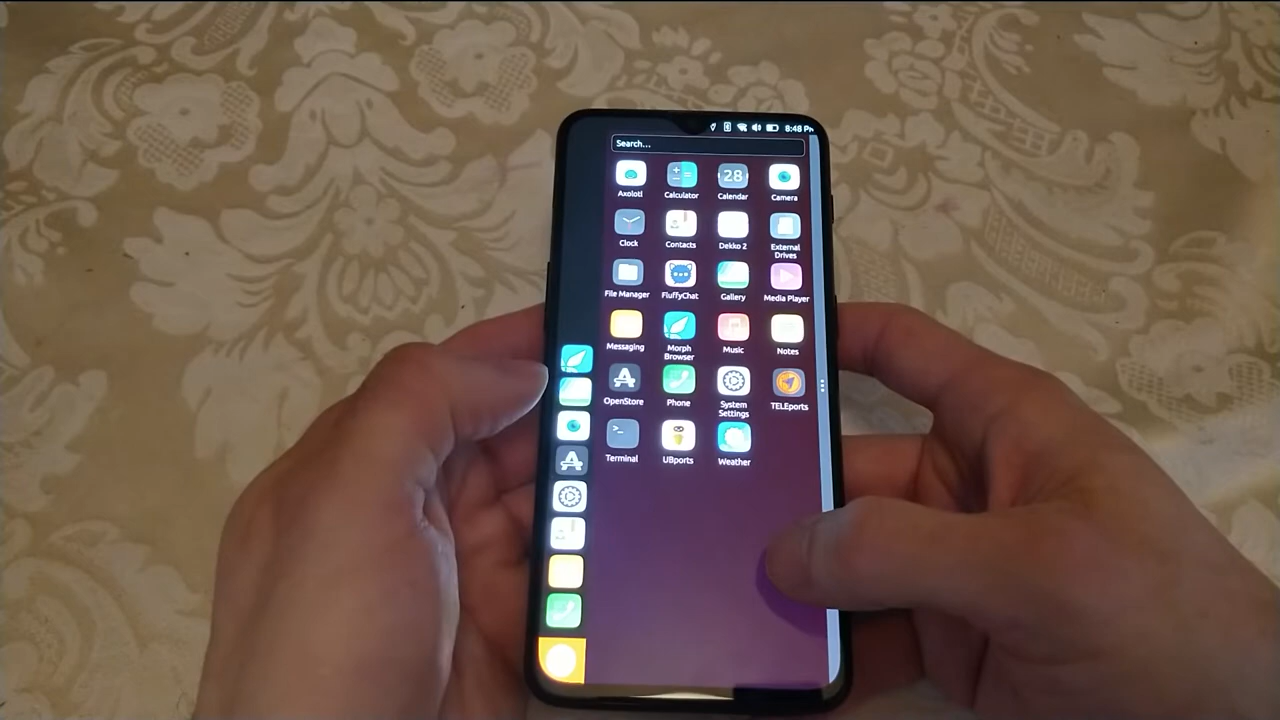 8:48 PM
Search...
Axolotl Calculator Calendar Camera
28
Clock Contacts Dekko 2 External Drives
File Manager FluffyChat Gallery Media Player
Messaging Morph Browser Music Notes
OpenStore Phone System Settings TELEports
Terminal UBports Weather